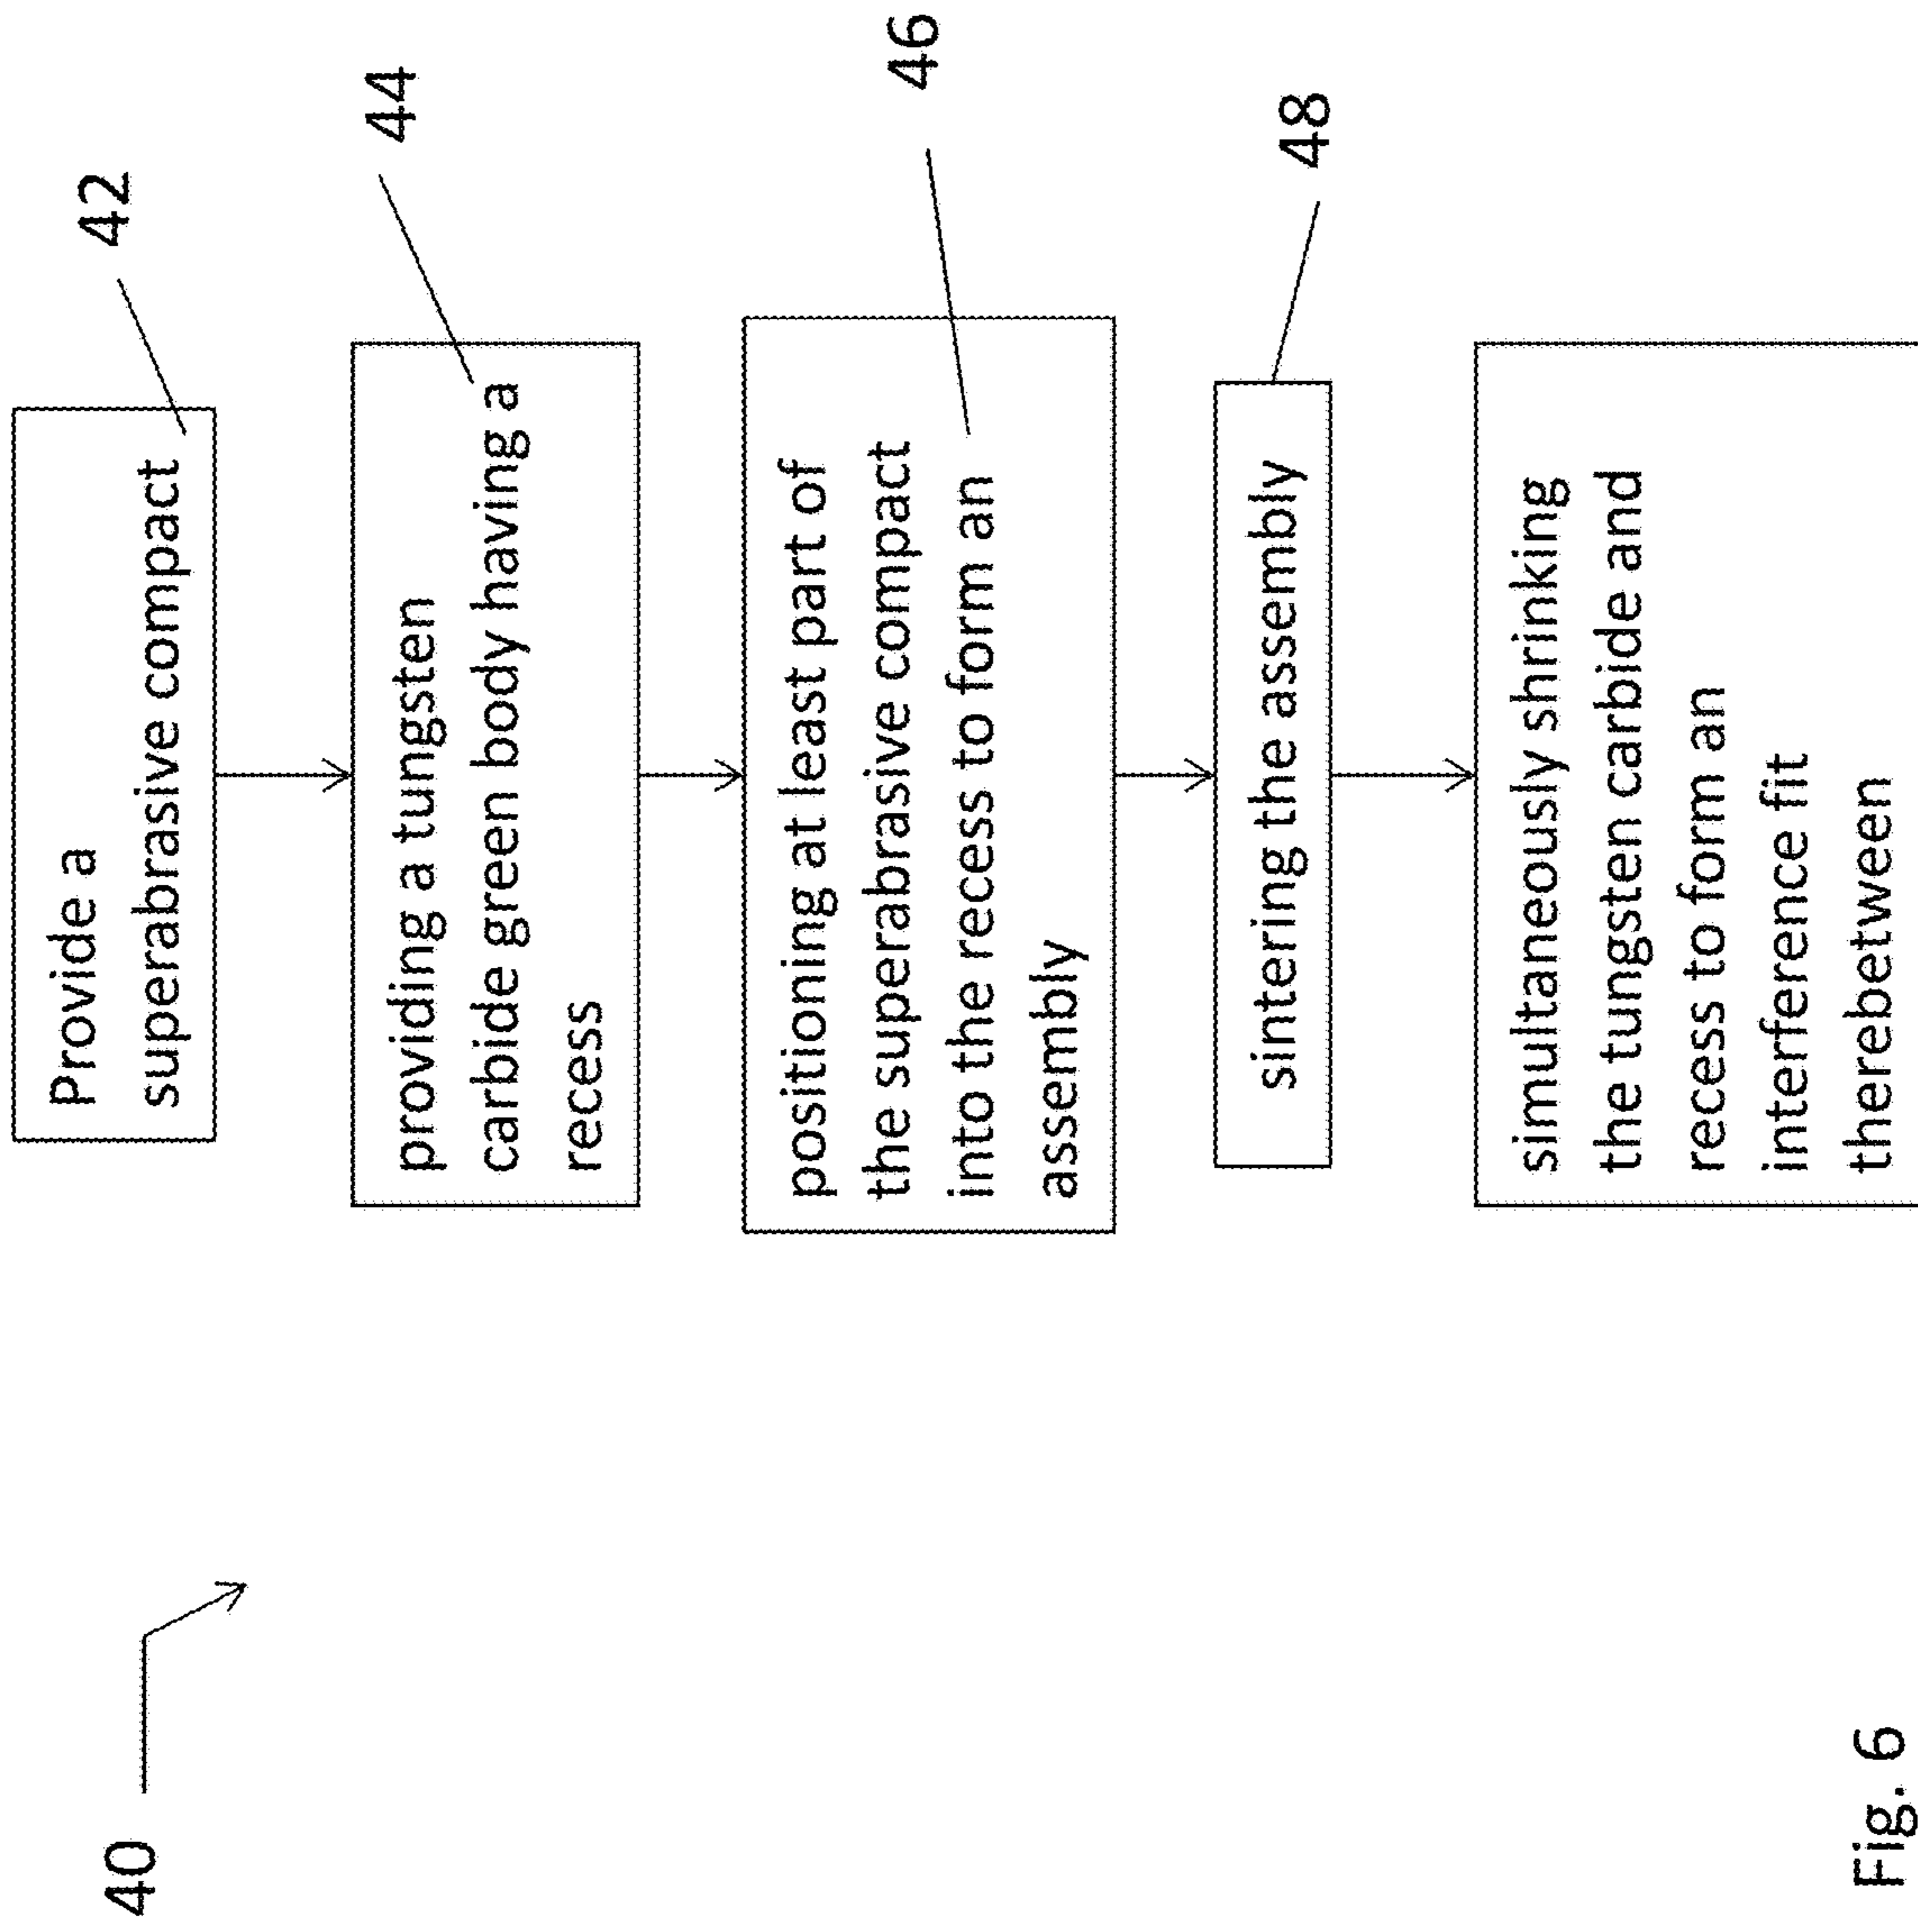 40
42
Provide a
superabrasive compact
44
providing a tungsten
carbide green body having a
recess
46
positioning at least part of
the superabrasive compact
into the recess to form an
assembly
48
sintering the assembly
simultaneously shrinking
the tungsten carbide and
recess to form an
interference fit
therebetween
Fig. 6